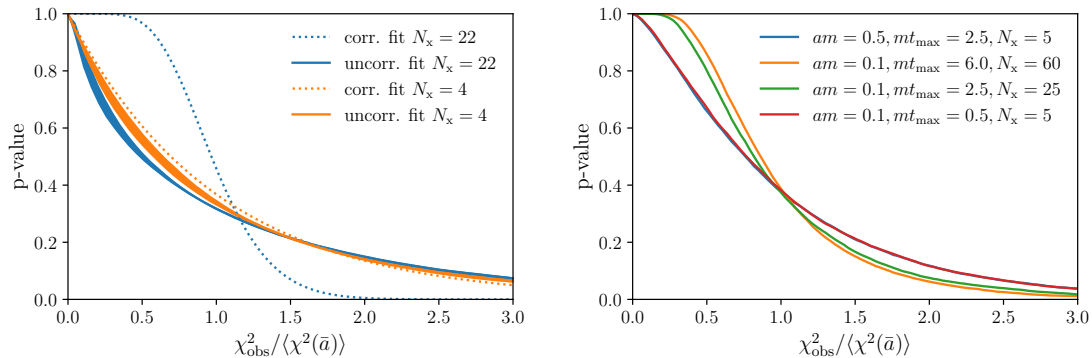 1.0
0.8
0.6
0.4
0.2
0.0
p-value
0.0 0.5 1.0 1.5 2.0 2.5 3.0
χ²_obs/⟨χ²(ā)⟩
corr. fit N_x = 22
uncorr. fit N_x = 22
corr. fit N_x = 4
uncorr. fit N_x = 4
1.0
0.8
0.6
0.4
0.2
0.0
p-value
0.0 0.5 1.0 1.5 2.0 2.5 3.0
χ²_obs/⟨χ²(ā)⟩
am = 0.5, mt_max = 2.5, N_x = 5
am = 0.1, mt_max = 6.0, N_x = 60
am = 0.1, mt_max = 2.5, N_x = 25
am = 0.1, mt_max = 0.5, N_x = 5